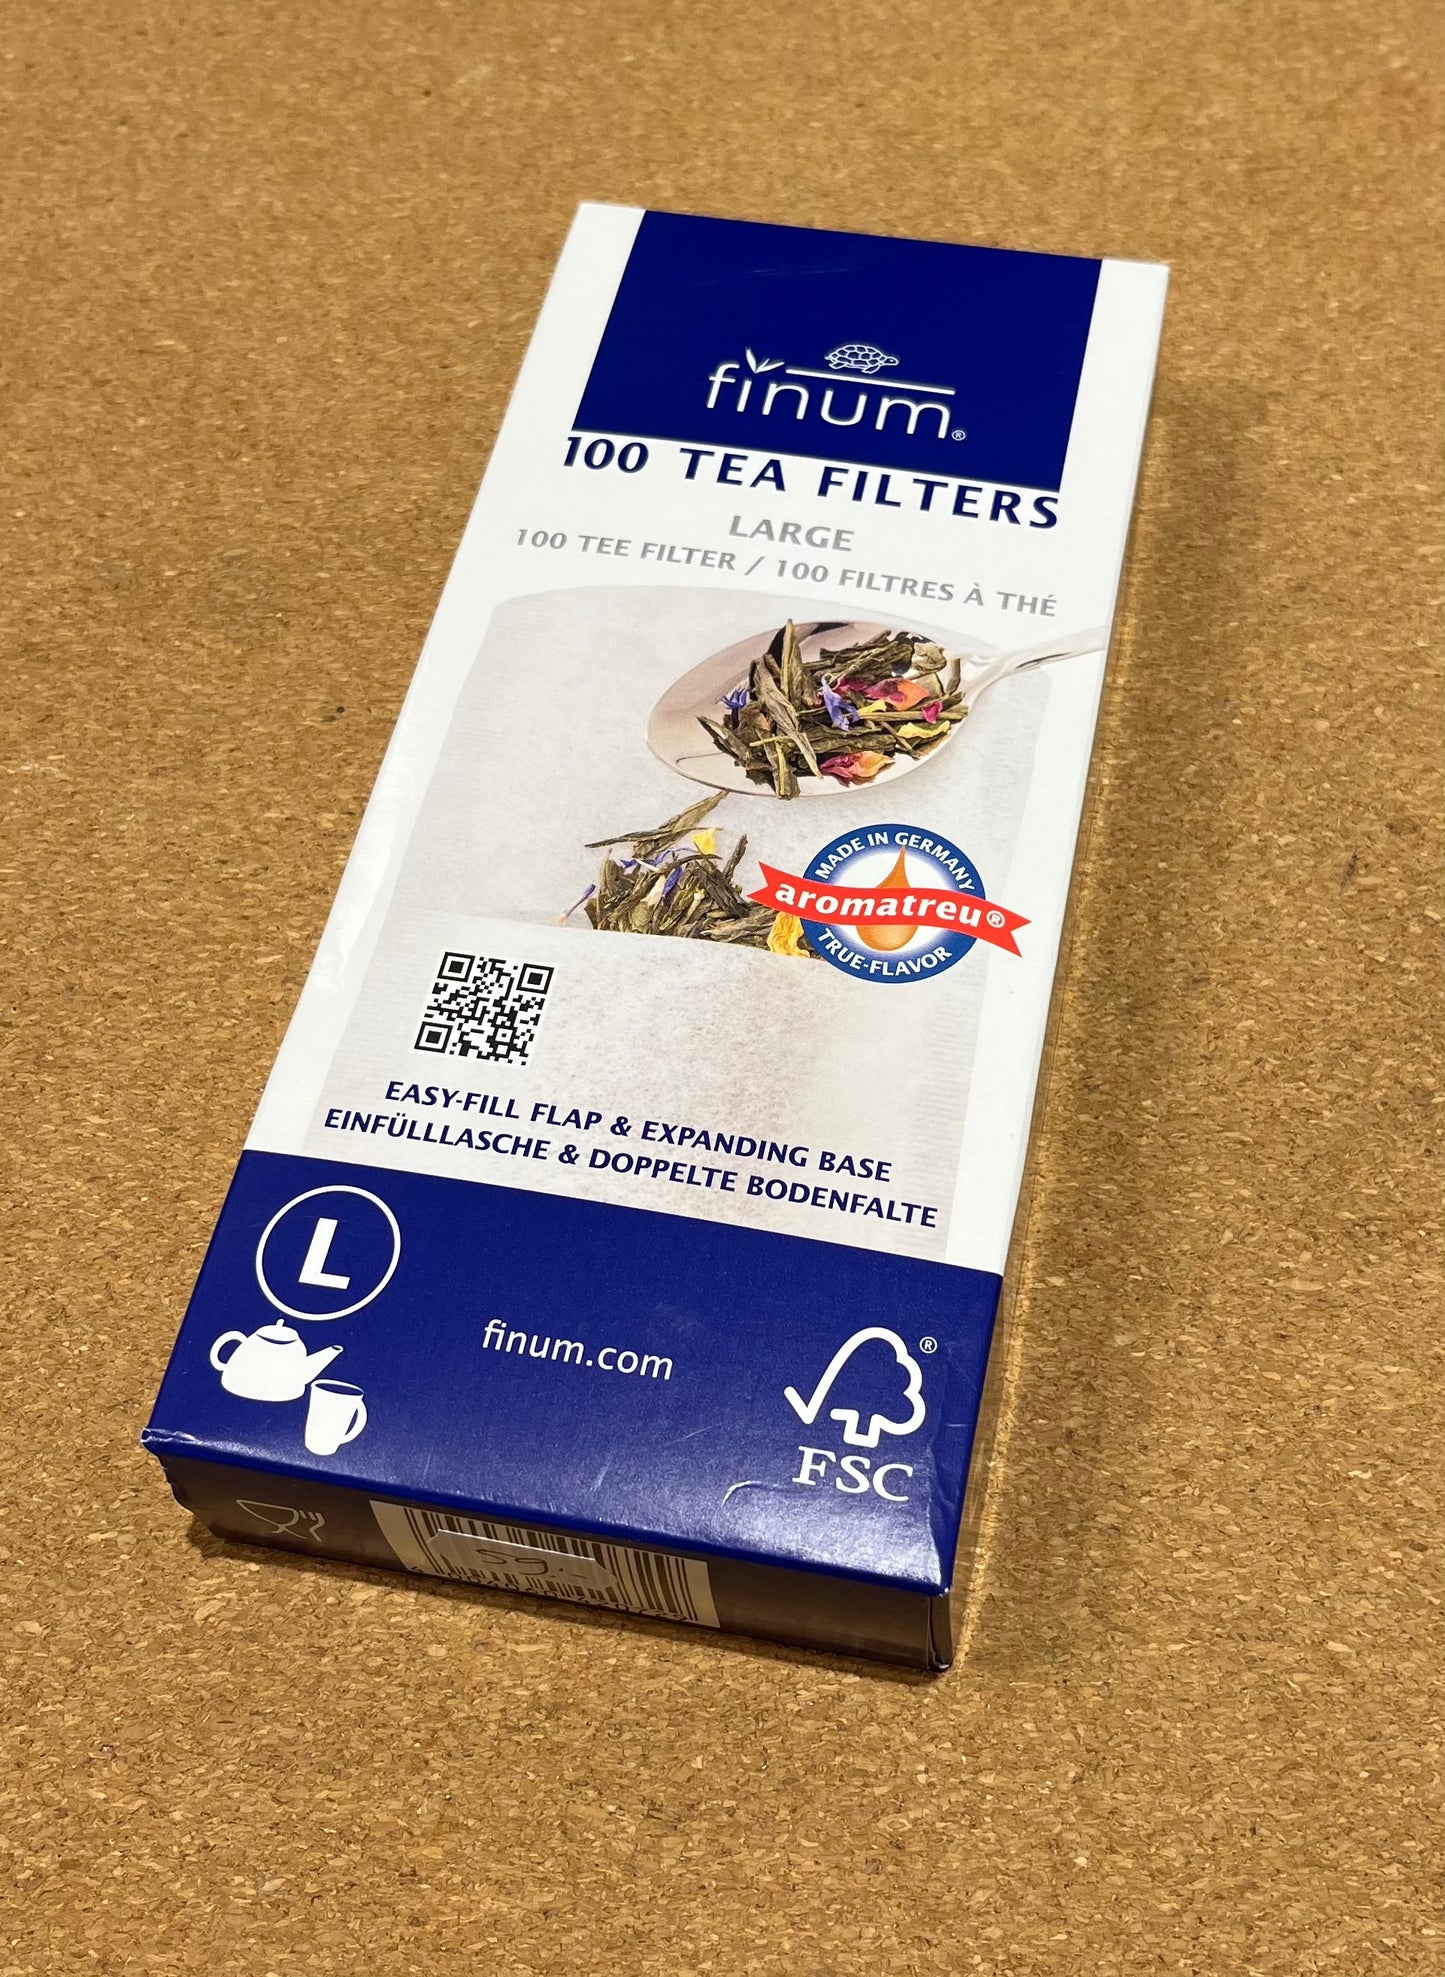 finum®
100 TEA FILTERS
LARGE
100 TEE FILTER / 100 FILTRES À THÉ
MADE IN GERMANY
aromatreu®
TRUE-FLAVOR
EASY-FILL FLAP & EXPANDING BASE
EINFÜLLLASCHE & DOPPELTE BODENFALTE
L
finum.com
®
FSC
59.-